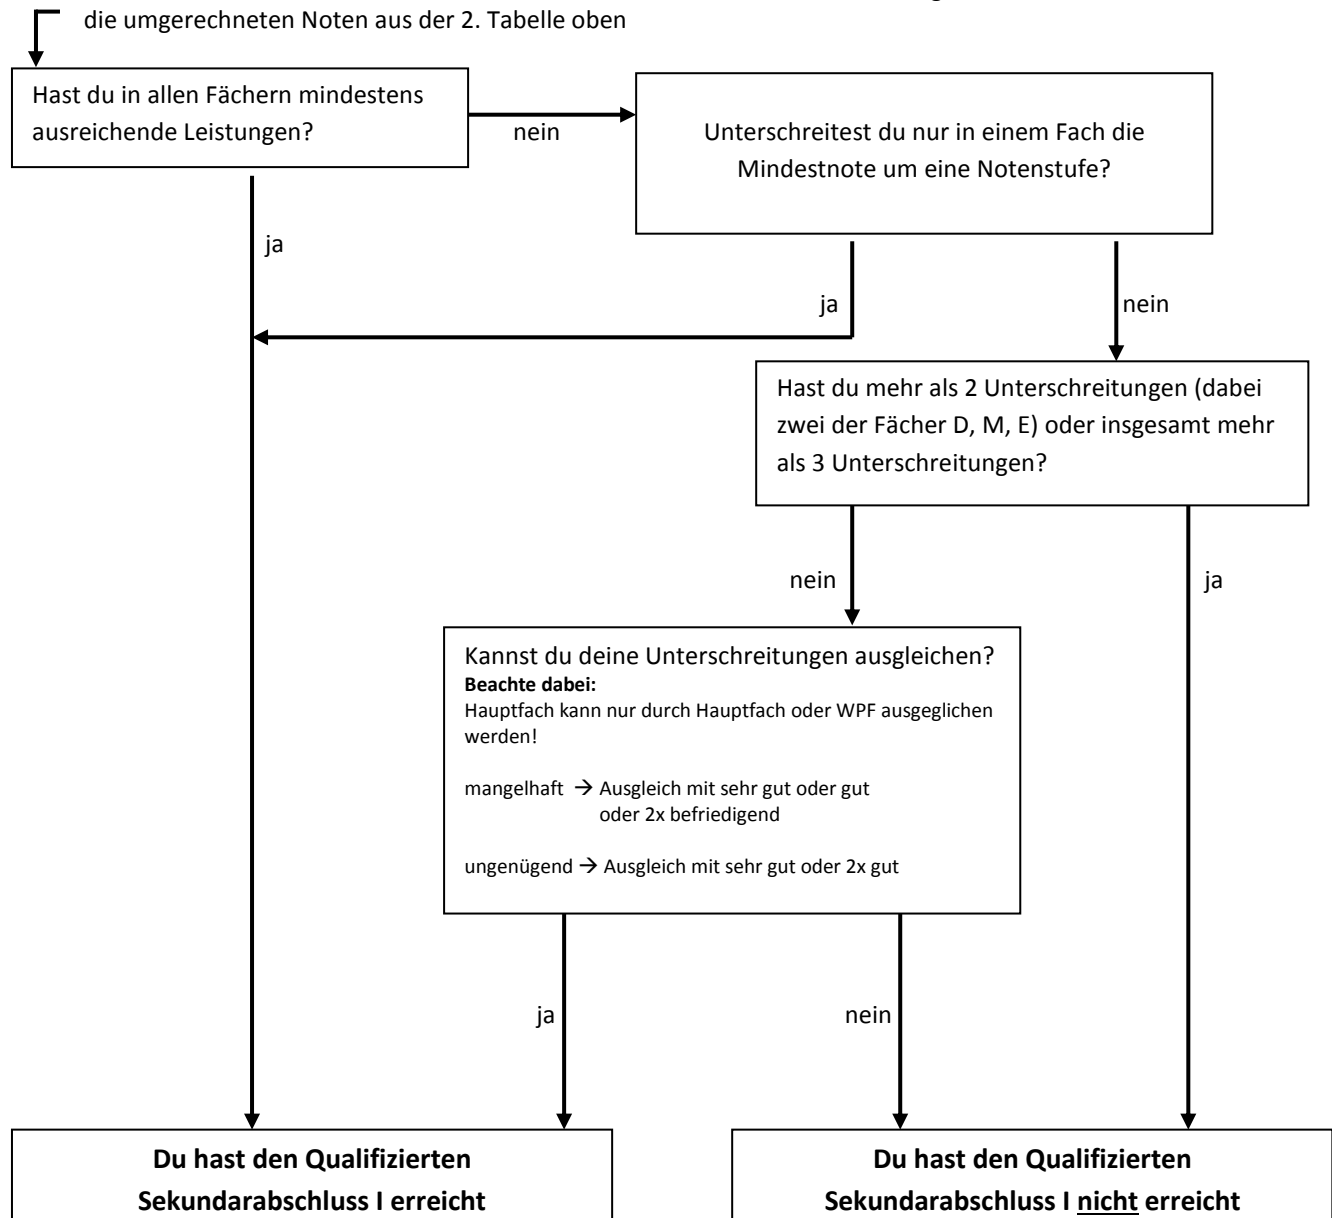 die umgerechneten Noten aus der 2. Tabelle oben
Hast du in allen Fächern mindestens
ausreichende Leistungen?
nein
Unterschreitest du nur in einem Fach die
Mindestnote um eine Notenstufe?
ja
ja
nein
Hast du mehr als 2 Unterschreitungen (dabei
zwei der Fächer D, M, E) oder insgesamt mehr
als 3 Unterschreitungen?
nein
ja
Kannst du deine Unterschreitungen ausgleichen?
Beachte dabei:
Hauptfach kann nur durch Hauptfach oder WPF ausgeglichen
werden!
mangelhaft → Ausgleich mit sehr gut oder gut
oder 2x befriedigend
ungenügend → Ausgleich mit sehr gut oder 2x gut
ja
nein
Du hast den Qualifizierten
Sekundarabschluss I erreicht
Du hast den Qualifizierten
Sekundarabschluss I nicht erreicht